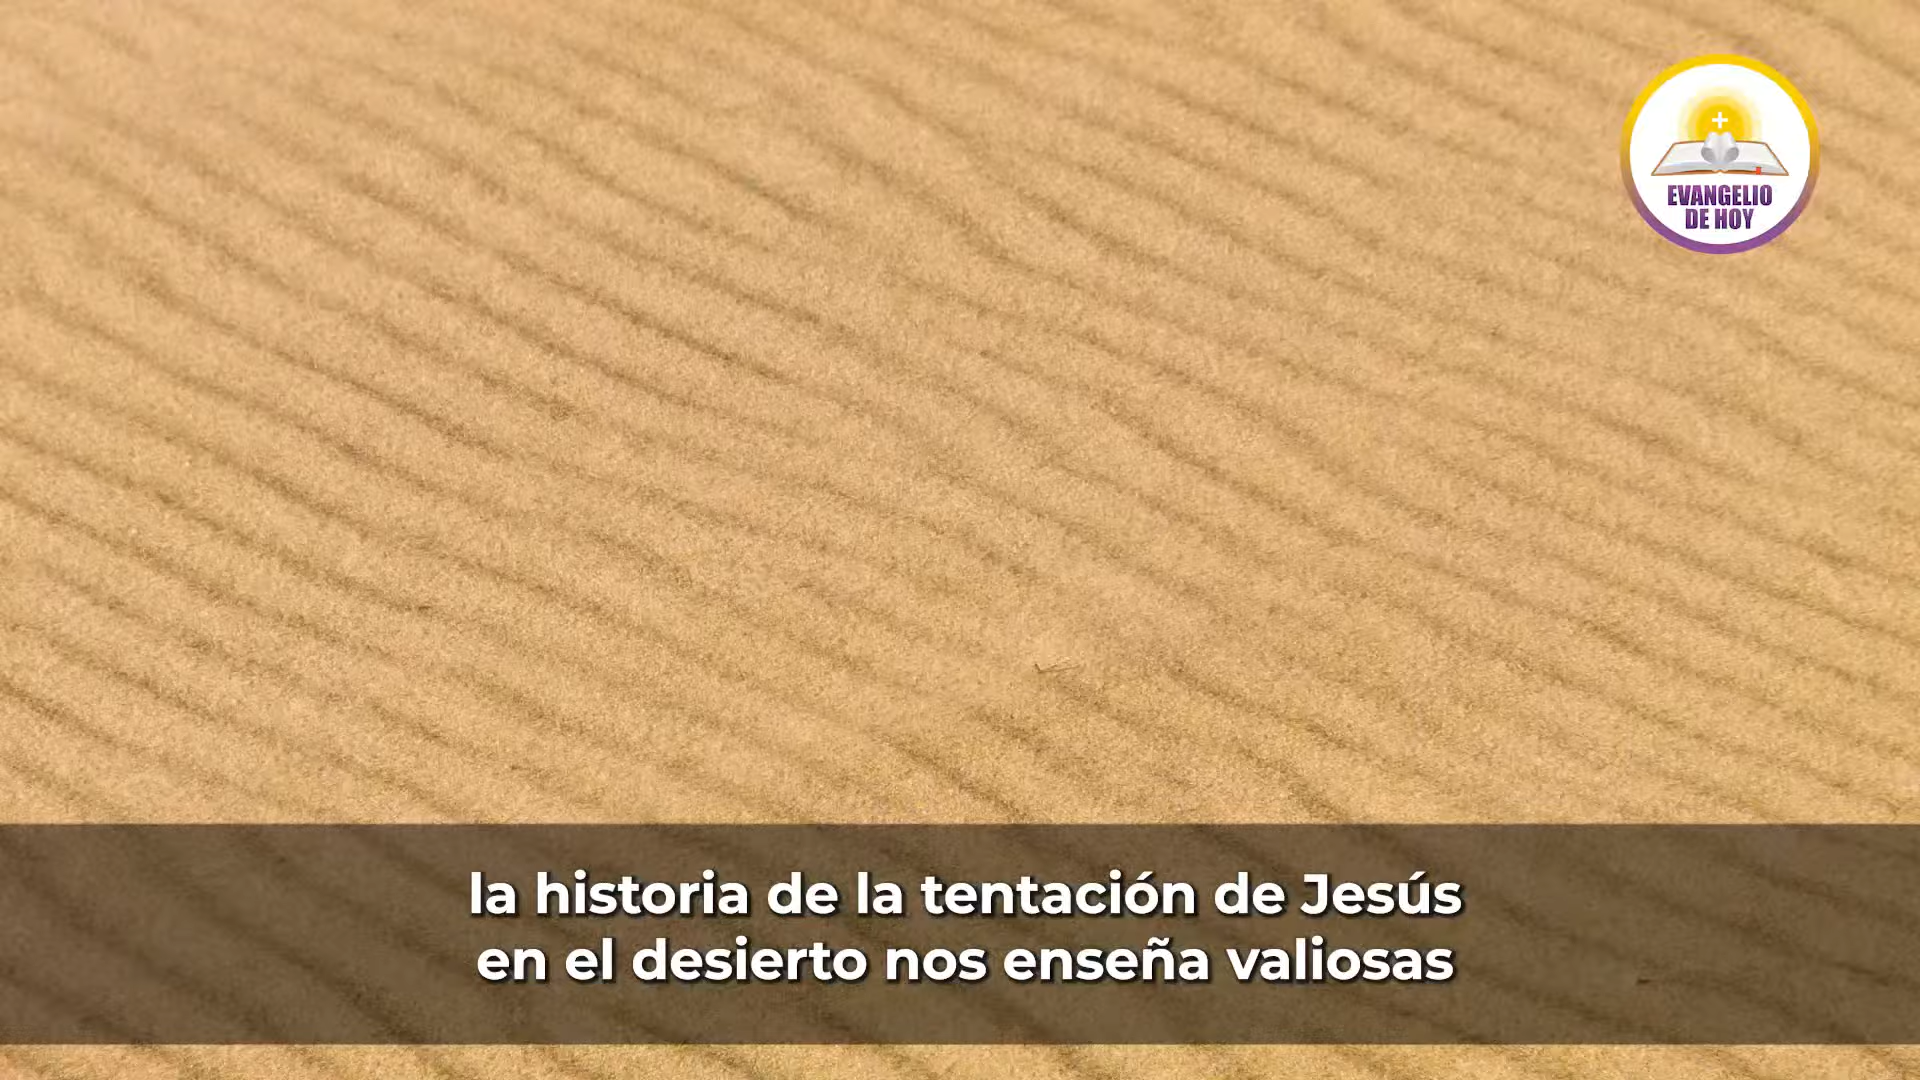 EVANGELIO
DE HOY
la historia de la tentación de Jesús
en el desierto nos enseña valiosas